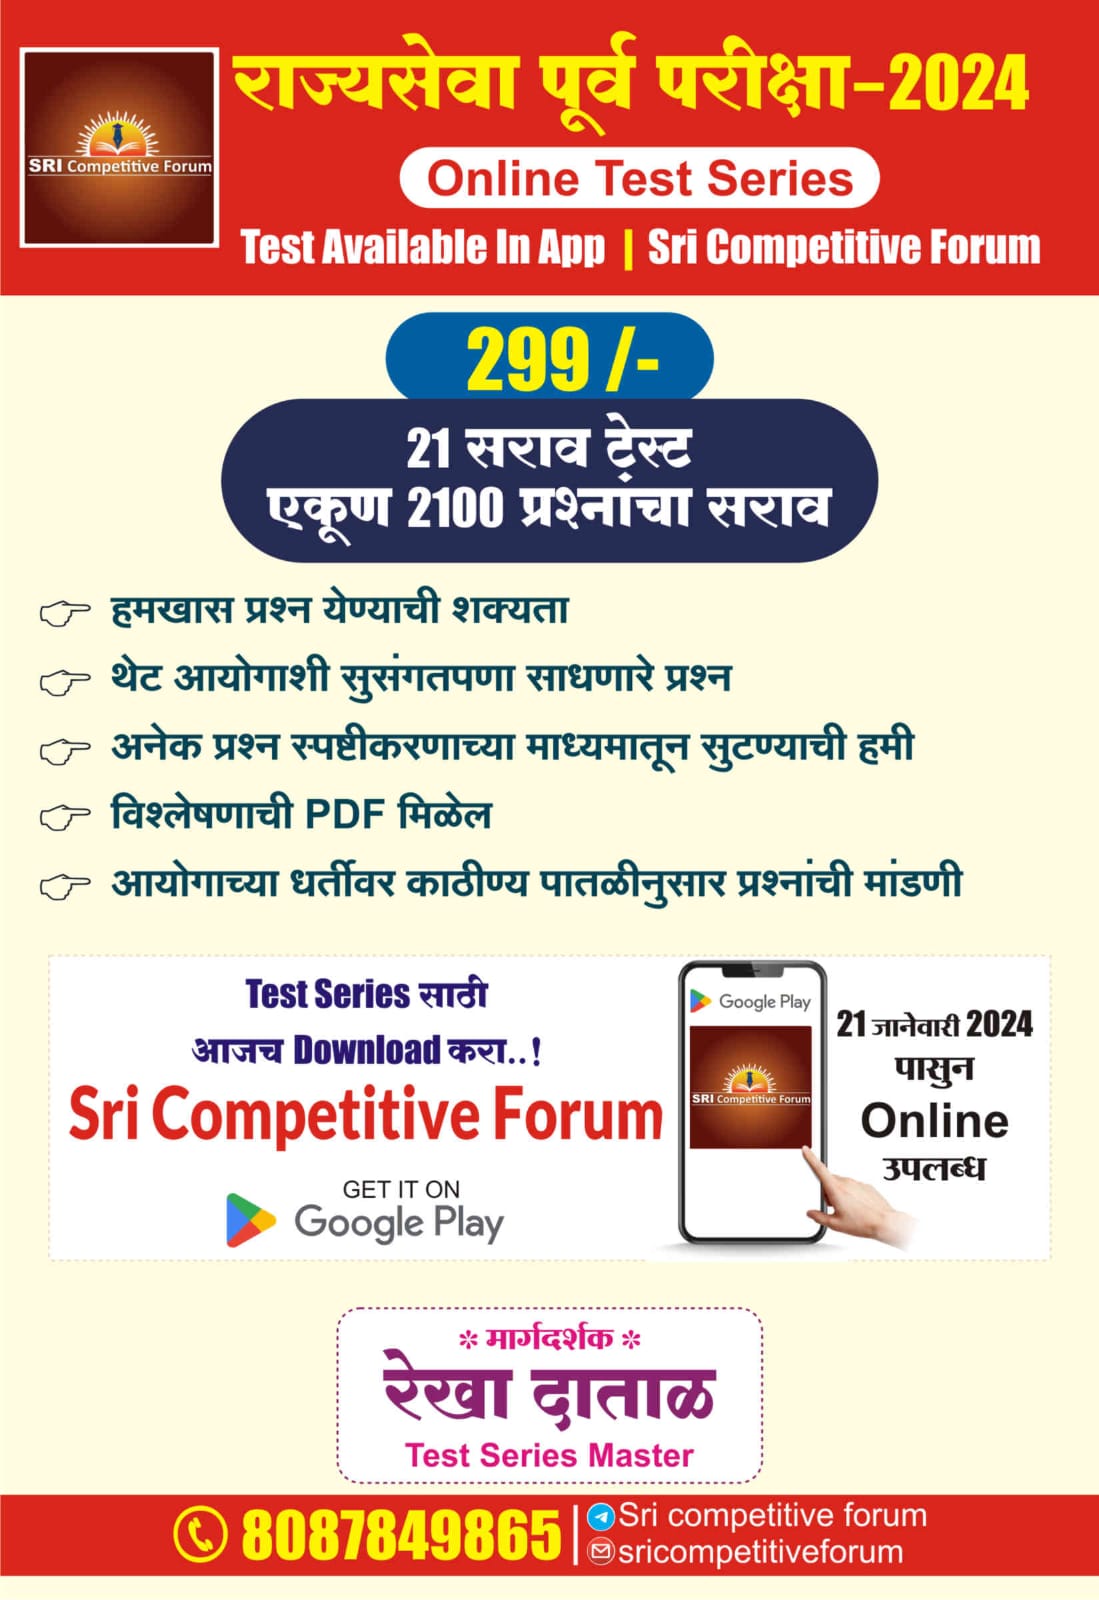 राज्यसेवा पूर्व परीक्षा-2024
SRI Competitive Forum
Online Test Series
Test Available In App | Sri Competitive Forum
299 /-
21 सराव टेस्ट
एकूण 2100 प्रश्नांचा सराव
हमखास प्रश्न येण्याची शक्यता
थेट आयोगाशी सुसंगतपणा साधणारे प्रश्न
अनेक प्रश्न स्पष्टीकरणाच्या माध्यमातून सुटण्याची हमी
विश्लेषणाची PDF मिळेल
आयोगाच्या धर्तीवर काठीण्य पातळीनुसार प्रश्नांची मांडणी
Test Series साठी
आजच Download करा..!
Sri Competitive Forum
GET IT ON
Google Play
Google Play
SRI Competitive Forum
21 जानेवारी 2024
पासुन
Online
उपलब्ध
* मार्गदर्शक *
रेखा दाताळ
Test Series Master
8087849865
Sri competitive forum
sricompetitiveforum